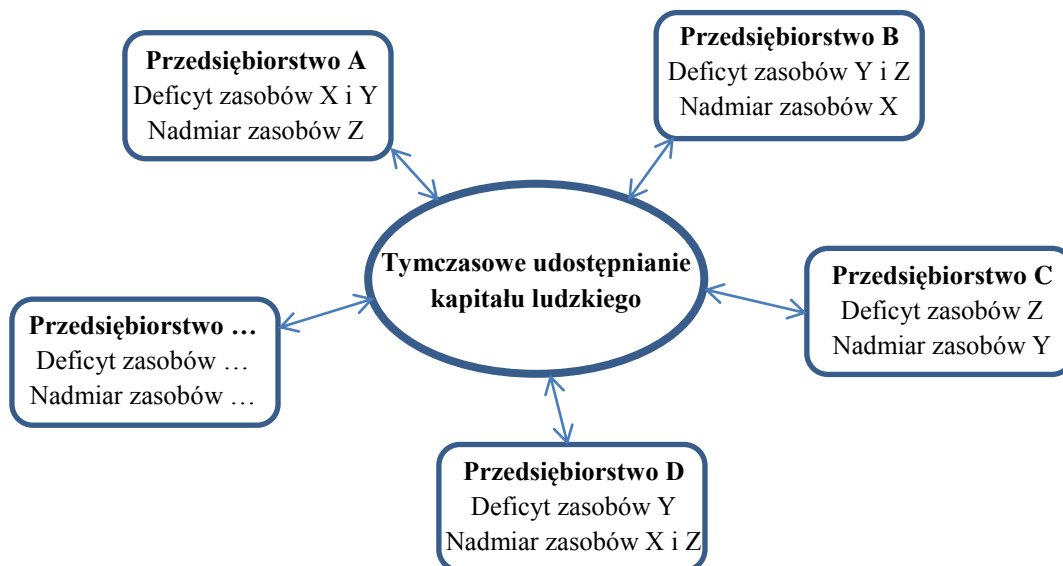 Przedsiębiorstwo A
Deficyt zasobów X i Y
Nadmiar zasobów Z
Przedsiębiorstwo B
Deficyt zasobów Y i Z
Nadmiar zasobów X
Tymczasowe udostępnianie
kapitału ludzkiego
Przedsiębiorstwo C
Deficyt zasobów Z
Nadmiar zasobów Y
Przedsiębiorstwo …
Deficyt zasobów …
Nadmiar zasobów …
Przedsiębiorstwo D
Deficyt zasobów Y
Nadmiar zasobów X i Z